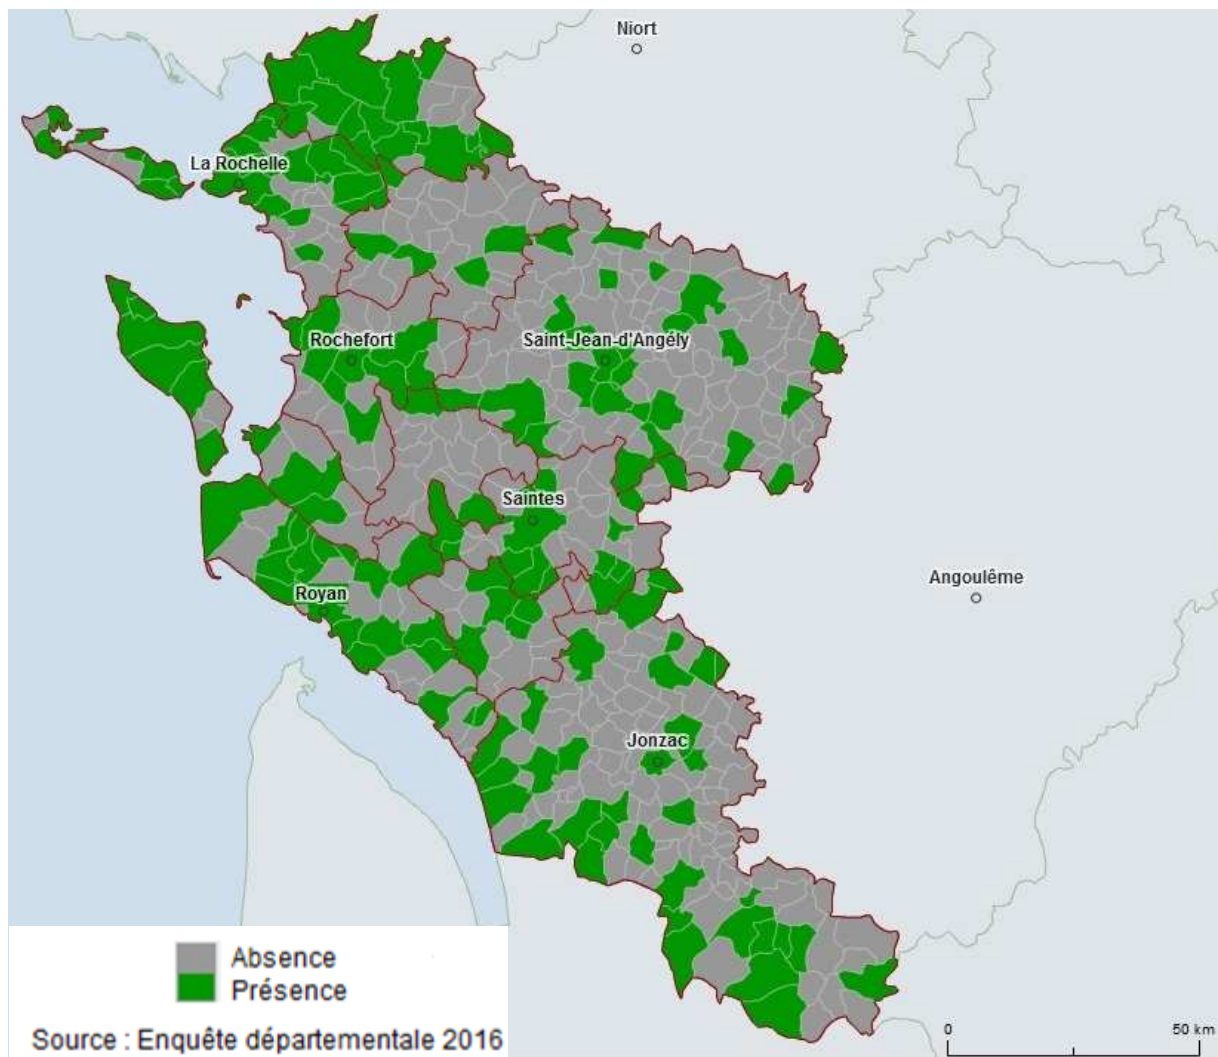 Niort
La Rochelle
Rochefort
Saint-Jean-d'Angély
Saintes
Angoulême
Royan
Jonzac
Absence
Présence
Source : Enquête départementale 2016
0 50 km